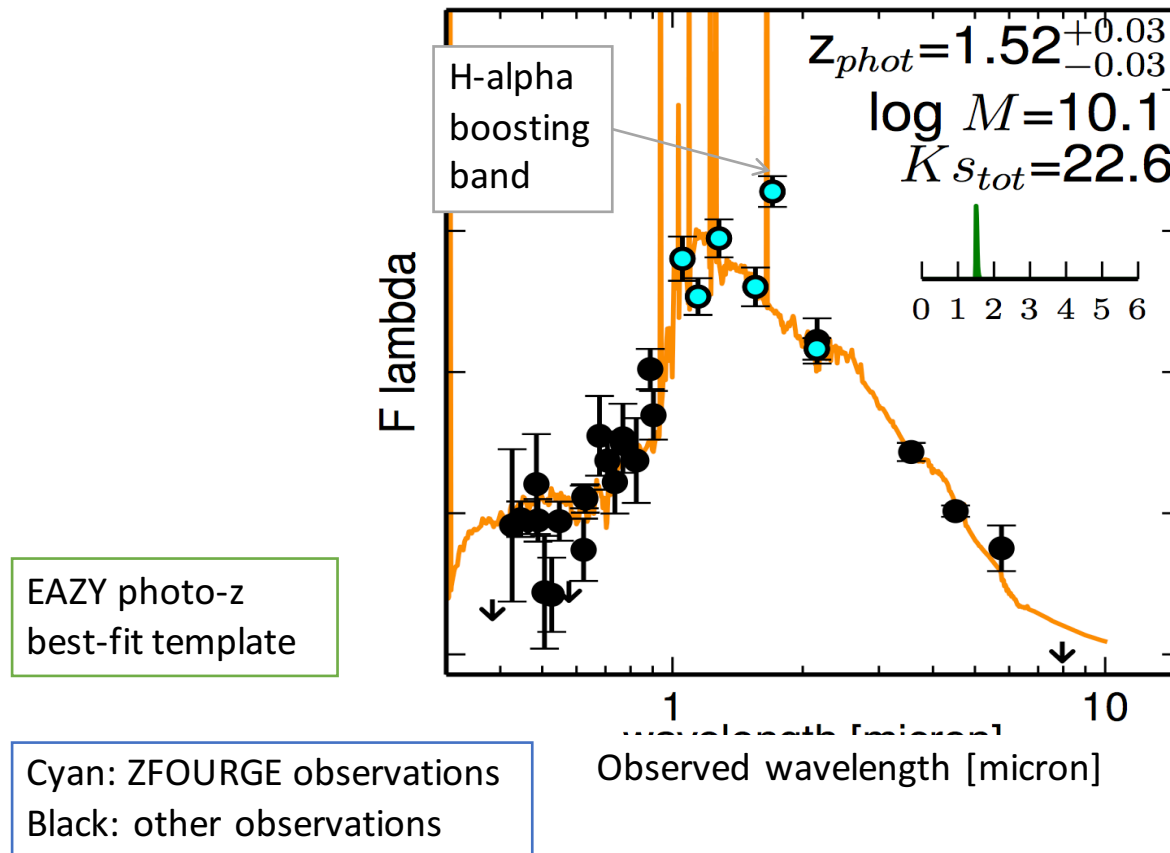 H-alpha
boosting
band
z_phot=1.52^{+0.03}_{-0.03}
log M=10.1
Ks_tot=22.6
0 1 2 3 4 5 6
F lambda
EAZY photo-z
best-fit template
1 10
wavelength [micron]
Observed wavelength [micron]
Cyan: ZFOURGE observations
Black: other observations